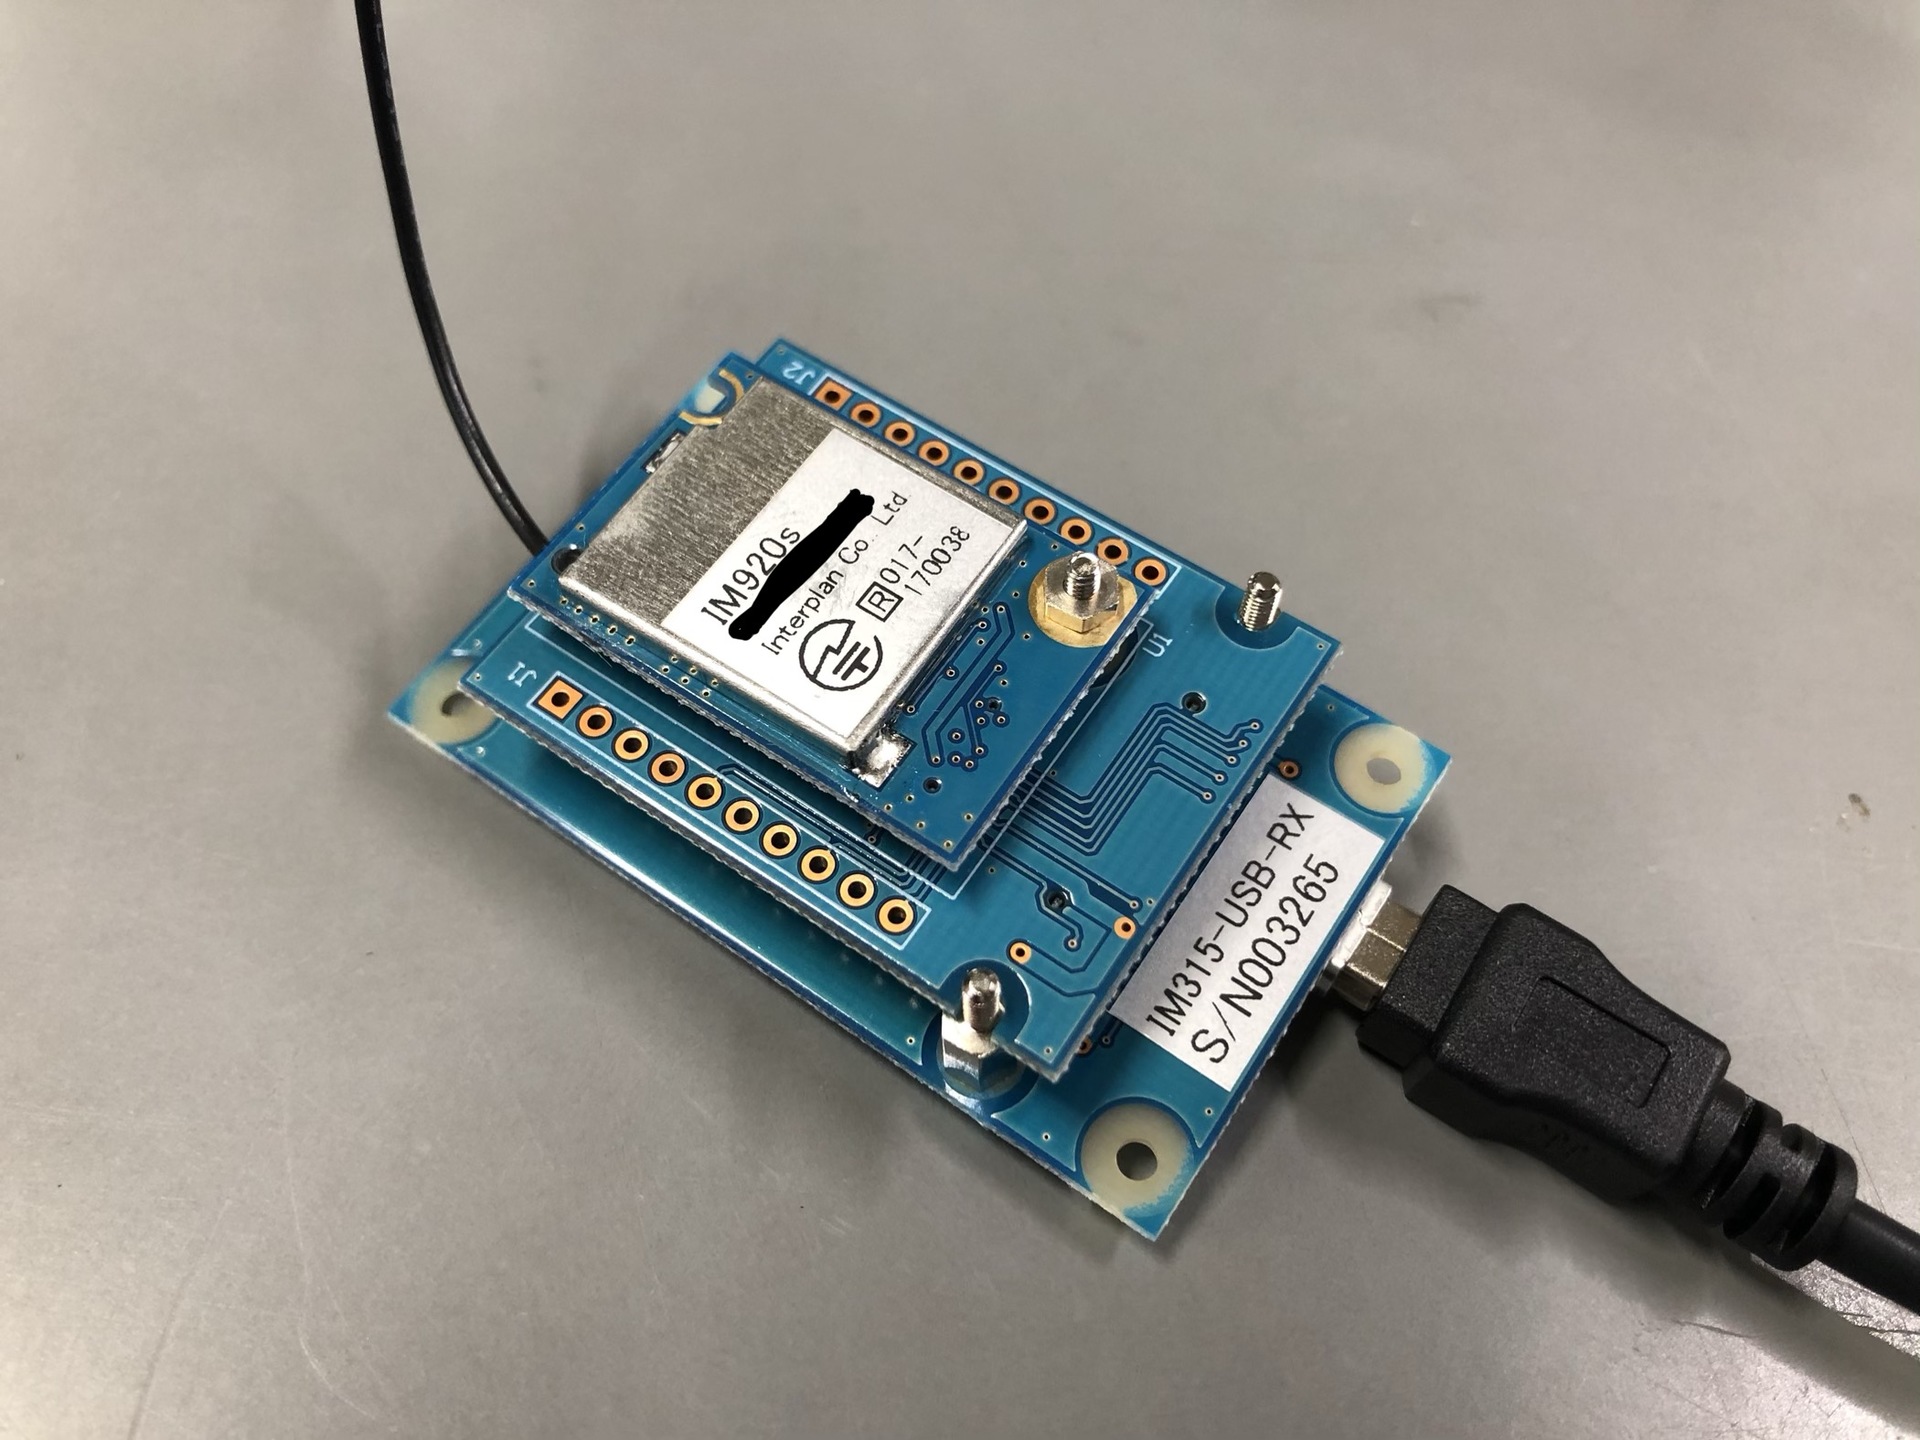 J2
IM920s
Interplan Co., Ltd
R 017-
170038
U1
J1
IM315-USB-RX
S/N003265